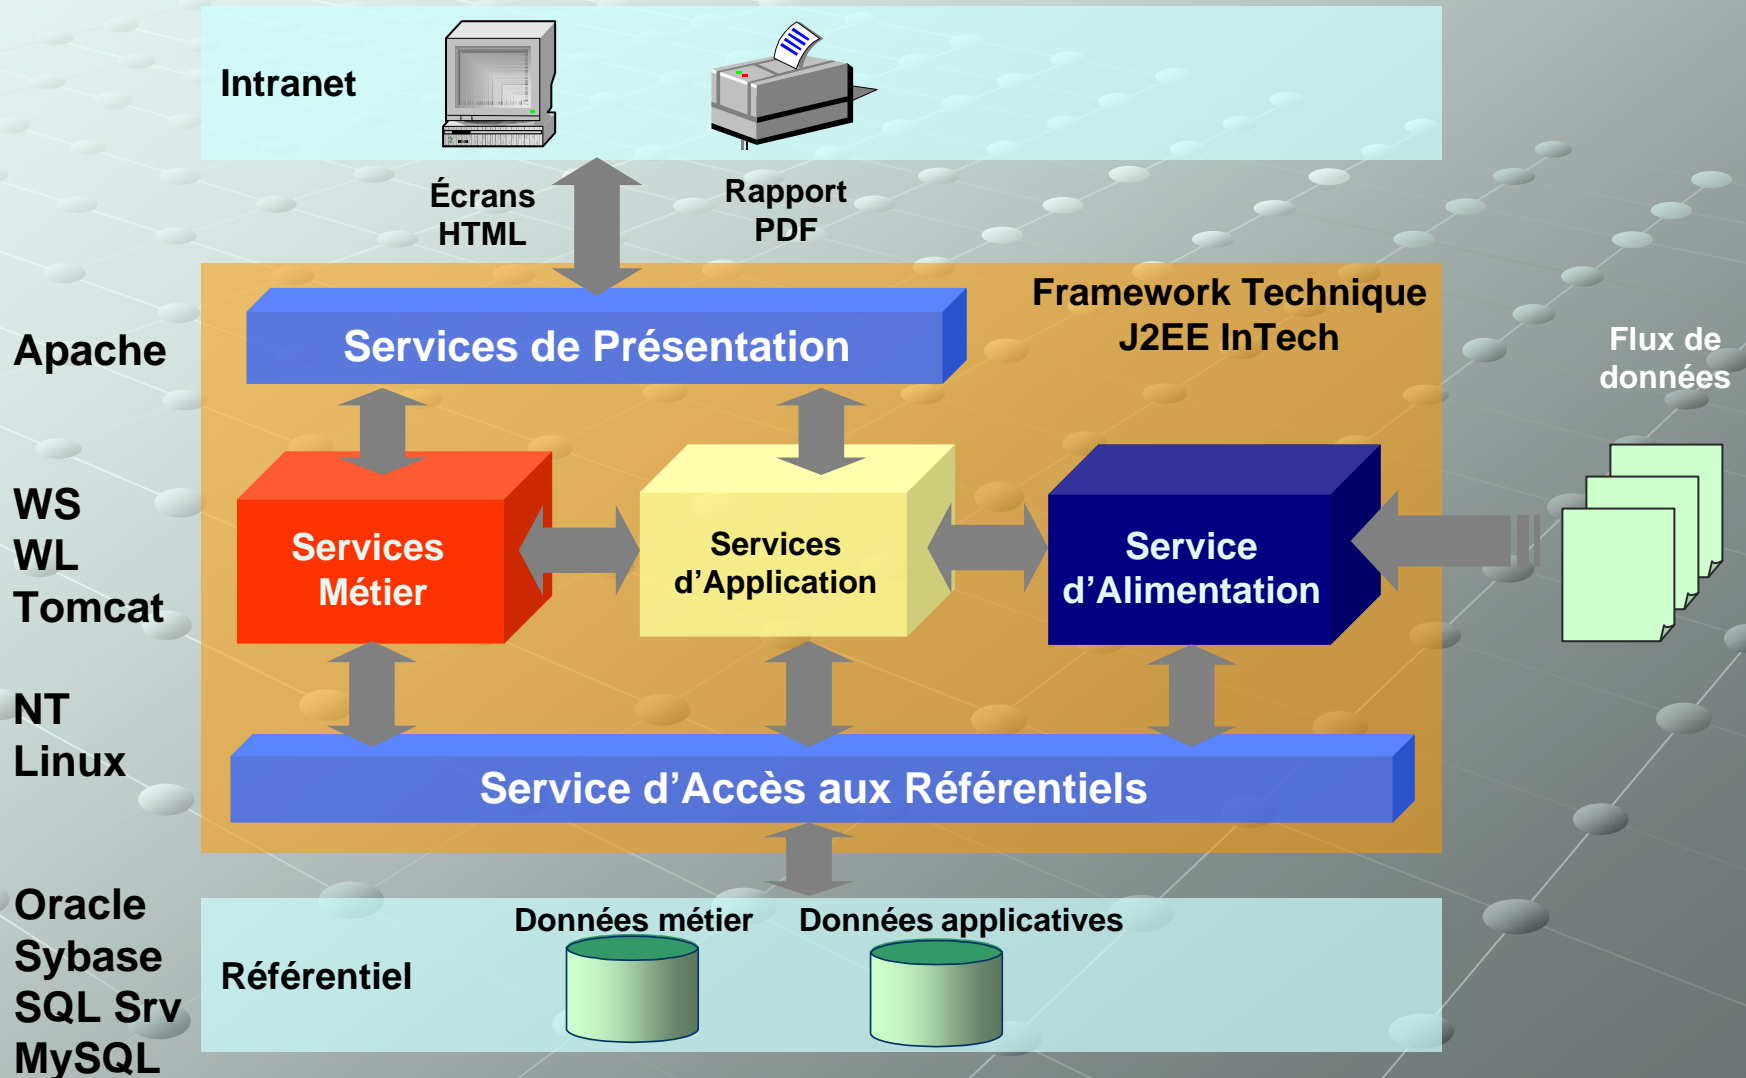 Intranet
Écrans
HTML
Rapport
PDF
Framework Technique
J2EE InTech
Apache
Services de Présentation
Flux de
données
WS
WL
Tomcat
Services
Métier
Services
d’Application
Service
d’Alimentation
NT
Linux
Service d’Accès aux Référentiels
Oracle
Sybase
SQL Srv
MySQL
Données métier
Données applicatives
Référentiel